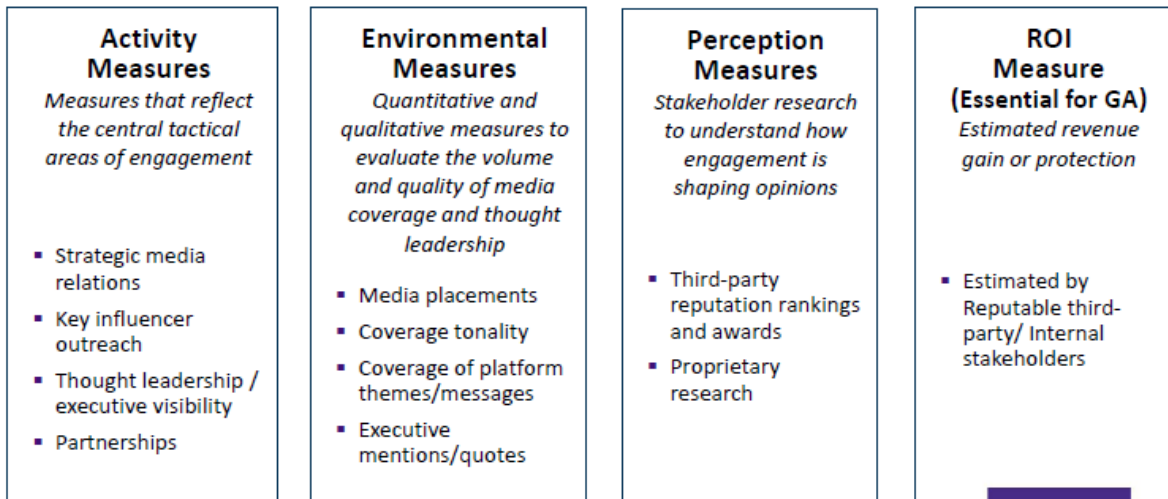 Activity
Measures
Measures that reflect
the central tactical
areas of engagement
▪ Strategic media
relations
▪ Key influencer
outreach
▪ Thought leadership /
executive visibility
▪ Partnerships
Environmental
Measures
Quantitative and
qualitative measures to
evaluate the volume
and quality of media
coverage and thought
leadership
▪ Media placements
▪ Coverage tonality
▪ Coverage of platform
themes/messages
▪ Executive
mentions/quotes
Perception
Measures
Stakeholder research
to understand how
engagement is
shaping opinions
▪ Third-party
reputation rankings
and awards
▪ Proprietary
research
ROI
Measure
(Essential for GA)
Estimated revenue
gain or protection
▪ Estimated by
Reputable third-
party/ Internal
stakeholders